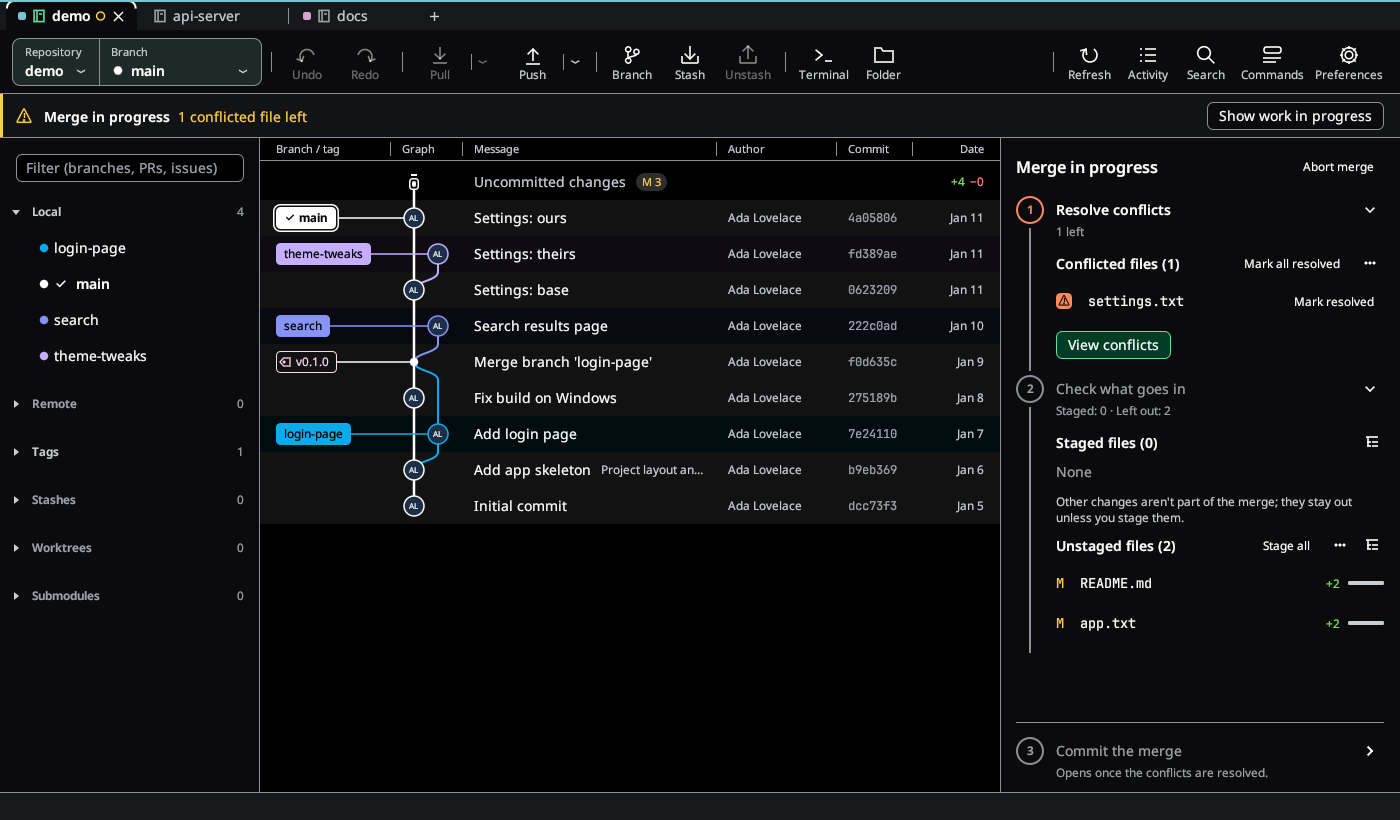 demo
api-server
docs
+
Repository
demo
Branch
main
Undo
Redo
Pull
Push
Branch
Stash
Unstash
Terminal
Folder
Refresh
Activity
Search
Commands
Preferences
Merge in progress 1 conflicted file left
Show work in progress
Filter (branches, PRs, issues)
Local 4
login-page
main
search
theme-tweaks
Remote 0
Tags 1
Stashes 0
Worktrees 0
Submodules 0
Branch / tag Graph Message Author Commit Date
Uncommitted changes M 3 +4 −0
main AL Settings: ours Ada Lovelace 4a05806 Jan 11
theme-tweaks AL Settings: theirs Ada Lovelace fd389ae Jan 11
AL Settings: base Ada Lovelace 0623209 Jan 11
search AL Search results page Ada Lovelace 222c0ad Jan 10
v0.1.0 Merge branch 'login-page' Ada Lovelace f0d635c Jan 9
AL Fix build on Windows Ada Lovelace 275189b Jan 8
login-page AL Add login page Ada Lovelace 7e24110 Jan 7
AL Add app skeleton Project layout an... Ada Lovelace b9eb369 Jan 6
AL Initial commit Ada Lovelace dcc73f3 Jan 5
Merge in progress Abort merge
1 Resolve conflicts
1 left
Conflicted files (1) Mark all resolved
settings.txt Mark resolved
View conflicts
2 Check what goes in
Staged: 0 · Left out: 2
Staged files (0)
None
Other changes aren't part of the merge; they stay out
unless you stage them.
Unstaged files (2) Stage all
M README.md +2
M app.txt +2
3 Commit the merge
Opens once the conflicts are resolved.